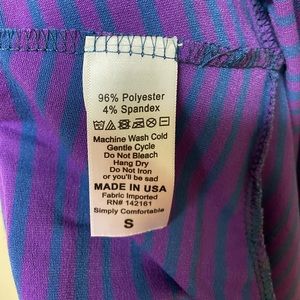 96% Polyester
4% Spandex
Machine Wash Cold
Gentle Cycle
Do Not Bleach
Hang Dry
Do Not Iron
or you'll be sad
MADE IN USA
Fabric Imported
RN# 142161
Simply Comfortable
S